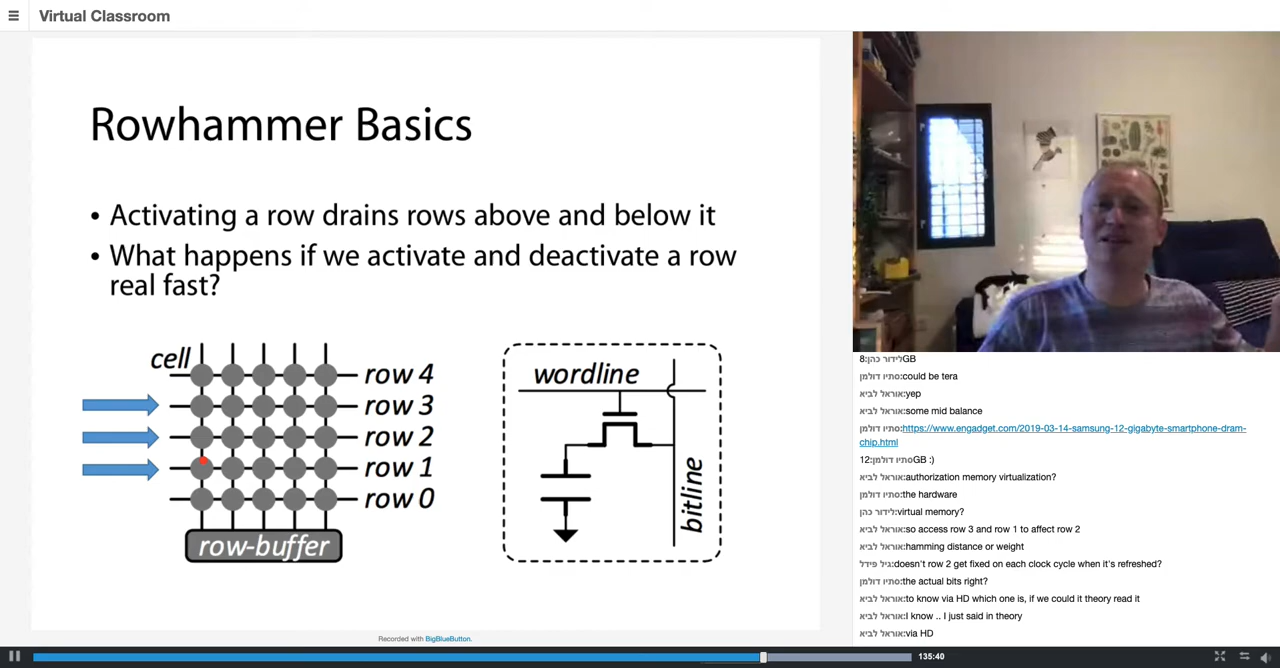 Virtual Classroom
Rowhammer Basics
• Activating a row drains rows above and below it
• What happens if we activate and deactivate a row
real fast?
cell
row 4
row 3
row 2
row 1
row 0
row-buffer
wordline
bitline
Recorded with BigBlueButton.
לידור כהן:8GB
סתיו דולמן:could be tera
אוראל לביא:yep
אוראל לביא:some mid balance
סתיו דולמן:https://www.engadget.com/2019-03-14-samsung-12-gigabyte-smartphone-dram-
chip.html
סתיו דולמן:12GB :)
אוראל לביא:authorization memory virtualization?
סתיו דולמן:the hardware
לידור כהן:virtual memory?
אוראל לביא:so access row 3 and row 1 to affect row 2
אוראל לביא:hamming distance or weight
גיל פידל:doesn't row 2 get fixed on each clock cycle when it's refreshed?
סתיו דולמן:the actual bits right?
אוראל לביא:to know via HD which one is, if we could it theory read it
אוראל לביא:I know .. I just said in theory
אוראל לביא:via HD
135:40